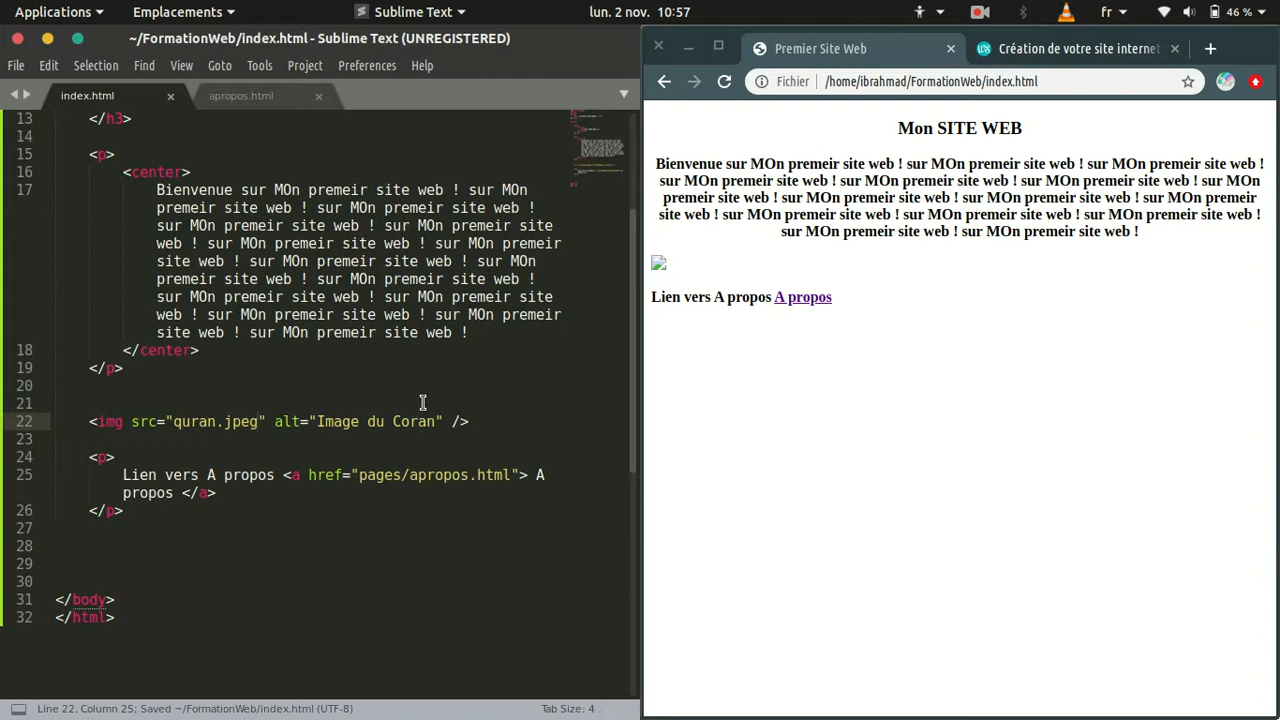 Applications Emplacements Sublime Text lun. 2 nov. 10:57 fr 46 %
~/FormationWeb/index.html - Sublime Text (UNREGISTERED)
File Edit Selection Find View Goto Tools Project Preferences Help
index.html apropos.html
13 </h3>
14
15 <p>
16 <center>
17 Bienvenue sur MOn premeir site web ! sur MOn
premeir site web ! sur MOn premeir site web !
sur MOn premeir site web ! sur MOn premeir site
web ! sur MOn premeir site web ! sur MOn premeir
site web ! sur MOn premeir site web ! sur MOn
premeir site web ! sur MOn premeir site web !
sur MOn premeir site web ! sur MOn premeir site
web ! sur MOn premeir site web ! sur MOn premeir
site web ! sur MOn premeir site web !
18 </center>
19 </p>
20
21
22 <img src="quran.jpeg" alt="Image du Coran" />
23
24 <p>
25 Lien vers A propos <a href="pages/apropos.html"> A
propos </a>
26 </p>
27
28
29
30
31 </body>
32 </html>
Line 22, Column 25; Saved ~/FormationWeb/index.html (UTF-8) Tab Size: 4
Premier Site Web Création de votre site internet
Fichier /home/ibrahmad/FormationWeb/index.html
Mon SITE WEB
Bienvenue sur MOn premeir site web ! sur MOn premeir site web ! sur MOn premeir site web !
sur MOn premeir site web ! sur MOn premeir site web ! sur MOn premeir site web ! sur MOn
premeir site web ! sur MOn premeir site web ! sur MOn premeir site web ! sur MOn premeir
site web ! sur MOn premeir site web ! sur MOn premeir site web ! sur MOn premeir site web !
sur MOn premeir site web ! sur MOn premeir site web !
Lien vers A propos A propos